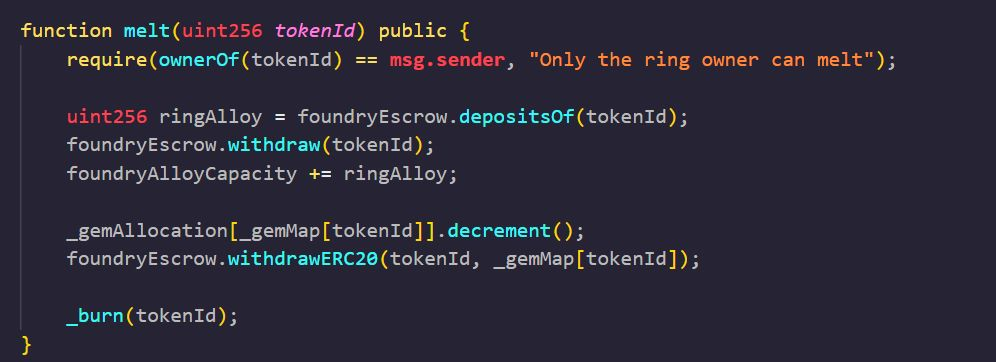 function melt(uint256 tokenId) public {
    require(ownerOf(tokenId) == msg.sender, "Only the ring owner can melt");

    uint256 ringAlloy = foundryEscrow.depositsOf(tokenId);
    foundryEscrow.withdraw(tokenId);
    foundryAlloyCapacity += ringAlloy;

    _gemAllocation[_gemMap[tokenId]].decrement();
    foundryEscrow.withdrawERC20(tokenId, _gemMap[tokenId]);

    _burn(tokenId);
}